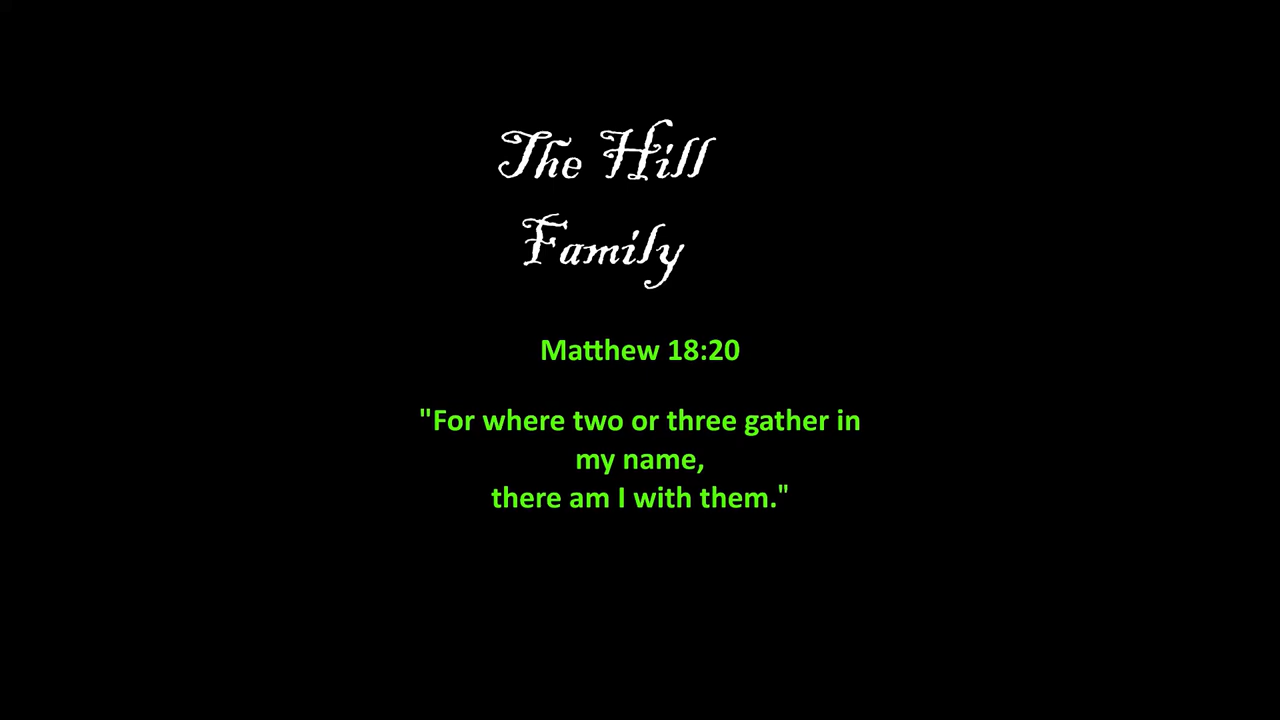 The Hill
Family
Matthew 18:20
"For where two or three gather in
my name,
there am I with them."